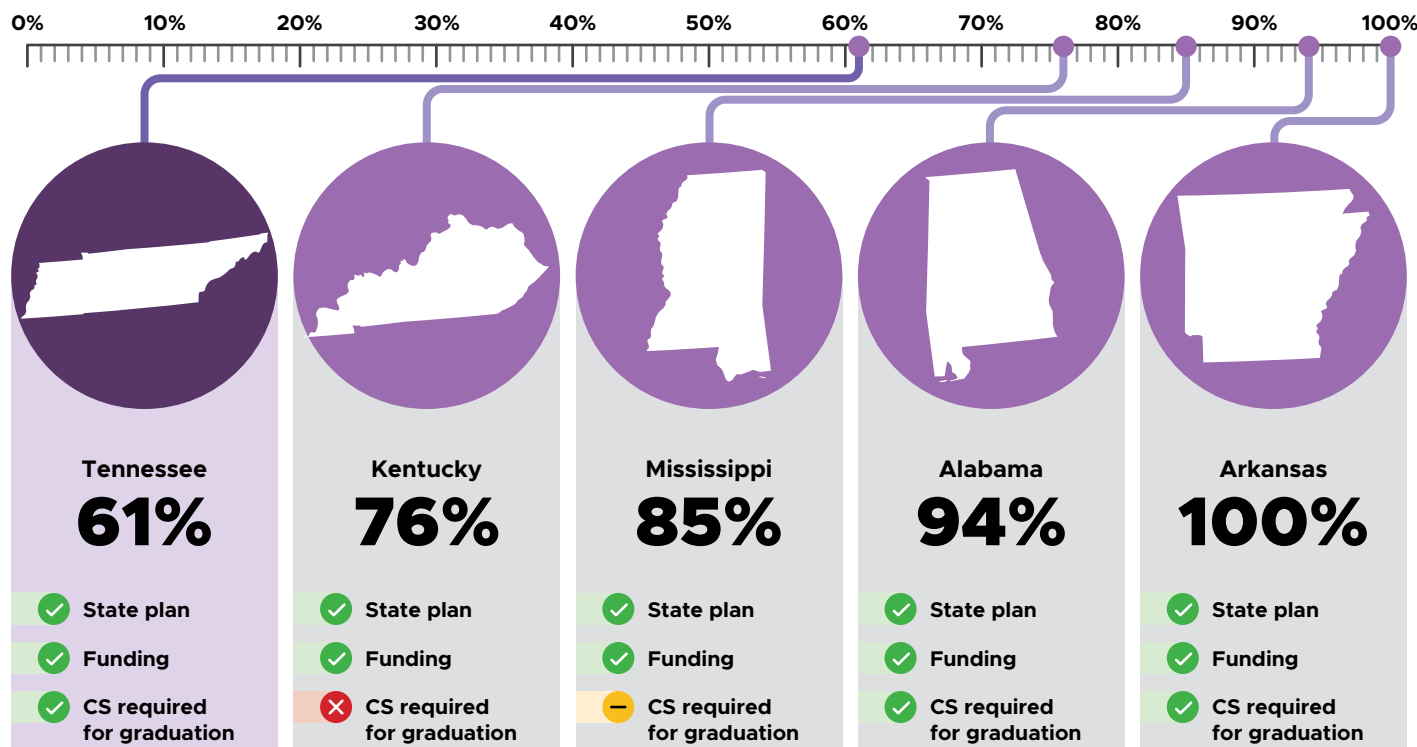 0% 10% 20% 30% 40% 50% 60% 70% 80% 90% 100%
Tennessee
61%
State plan
Funding
CS required
for graduation
Kentucky
76%
State plan
Funding
CS required
for graduation
Mississippi
85%
State plan
Funding
CS required
for graduation
Alabama
94%
State plan
Funding
CS required
for graduation
Arkansas
100%
State plan
Funding
CS required
for graduation